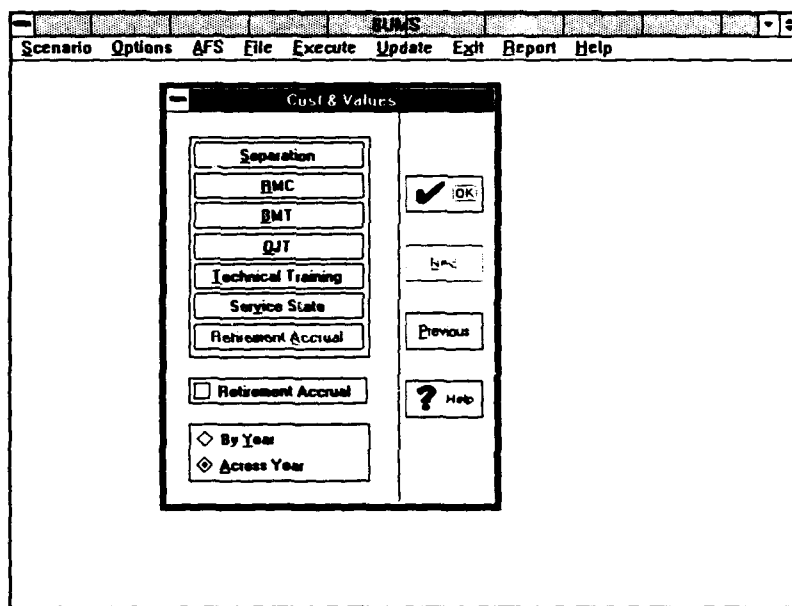 BUMS
Scenario Options AFS File Execute Update Exit Report Help
Cost & Values
Separation
RMC
BMT
OJT
Technical Training
Service State
Retirement Accrual
Retirement Accrual
By Year
Across Year
OK
Previous
Help